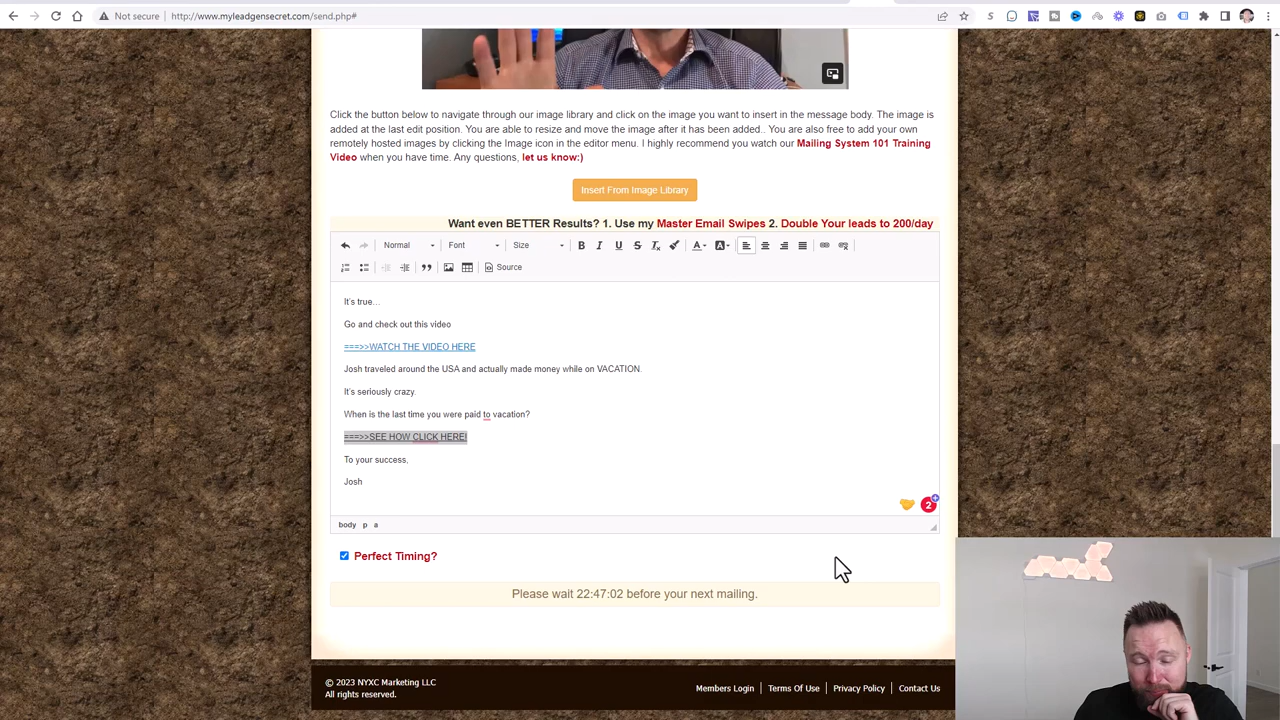 Not secure
http://www.myleadgensecret.com/send.php#
Click the button below to navigate through our image library and click on the image you want to insert in the message body. The image is
added at the last edit position. You are able to resize and move the image after it has been added.. You are also free to add your own
remotely hosted images by clicking the Image icon in the editor menu. I highly recommend you watch our Mailing System 101 Training
Video when you have time. Any questions, let us know:)
Insert From Image Library
Want even BETTER Results? 1. Use my Master Email Swipes 2. Double Your leads to 200/day
Normal Font Size B I U S
Source
It's true...
Go and check out this video
===>>WATCH THE VIDEO HERE
Josh traveled around the USA and actually made money while on VACATION.
It's seriously crazy.
When is the last time you were paid to vacation?
===>>SEE HOW CLICK HERE!
To your success,
Josh
2
body p a
Perfect Timing?
Please wait 22:47:02 before your next mailing.
© 2023 NYXC Marketing LLC
All rights reserved.
Members Login | Terms Of Use | Privacy Policy | Contact Us